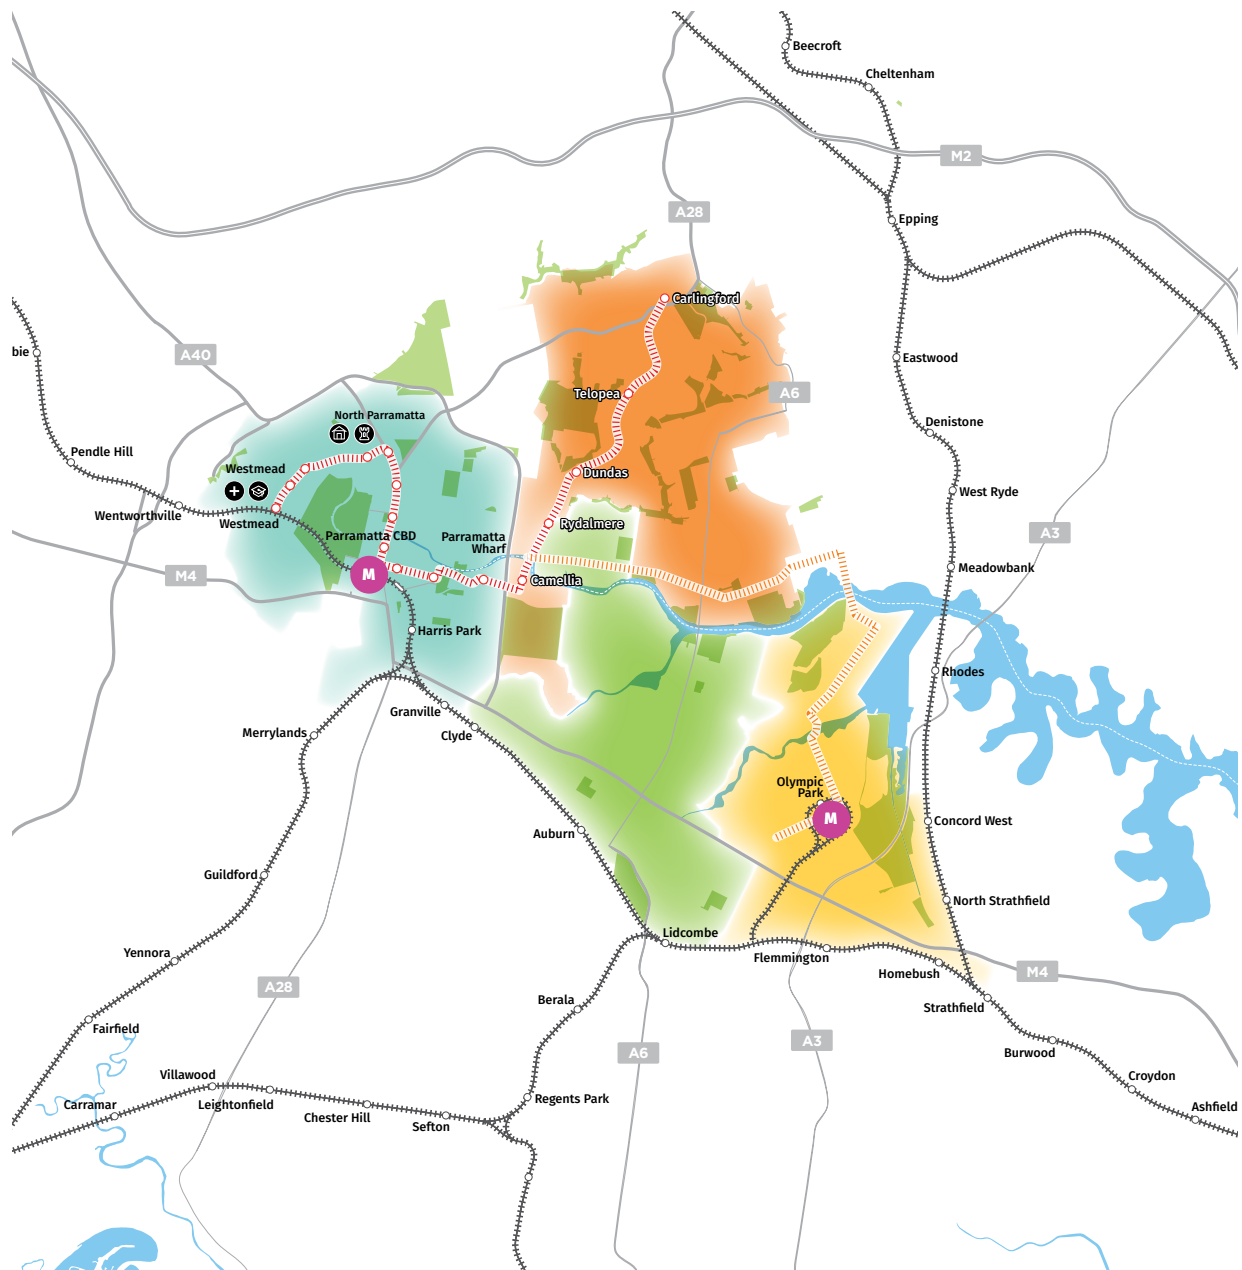 Beecroft
Cheltenham
M2
A28
Epping
Carlingford
bie
A40
Eastwood
Telopea
A6
North Parramatta
Denistone
Pendle Hill
Westmead
Dundas
West Ryde
Wentworthville
Westmead
Rydalmere
Parramatta CBD
Parramatta
Wharf
A3
M4
M
Camellia
Meadowbank
Harris Park
Rhodes
Granville
Merrylands
Clyde
Olympic
Park
M
Auburn
Concord West
Guildford
North Strathfield
Lidcombe
Yennora
Flemmington
Homebush
M4
A28
Berala
Strathfield
Fairfield
A6
A3
Burwood
Villawood
Croydon
Carramar
Leightonfield
Regents Park
Chester Hill
Sefton
Ashfield